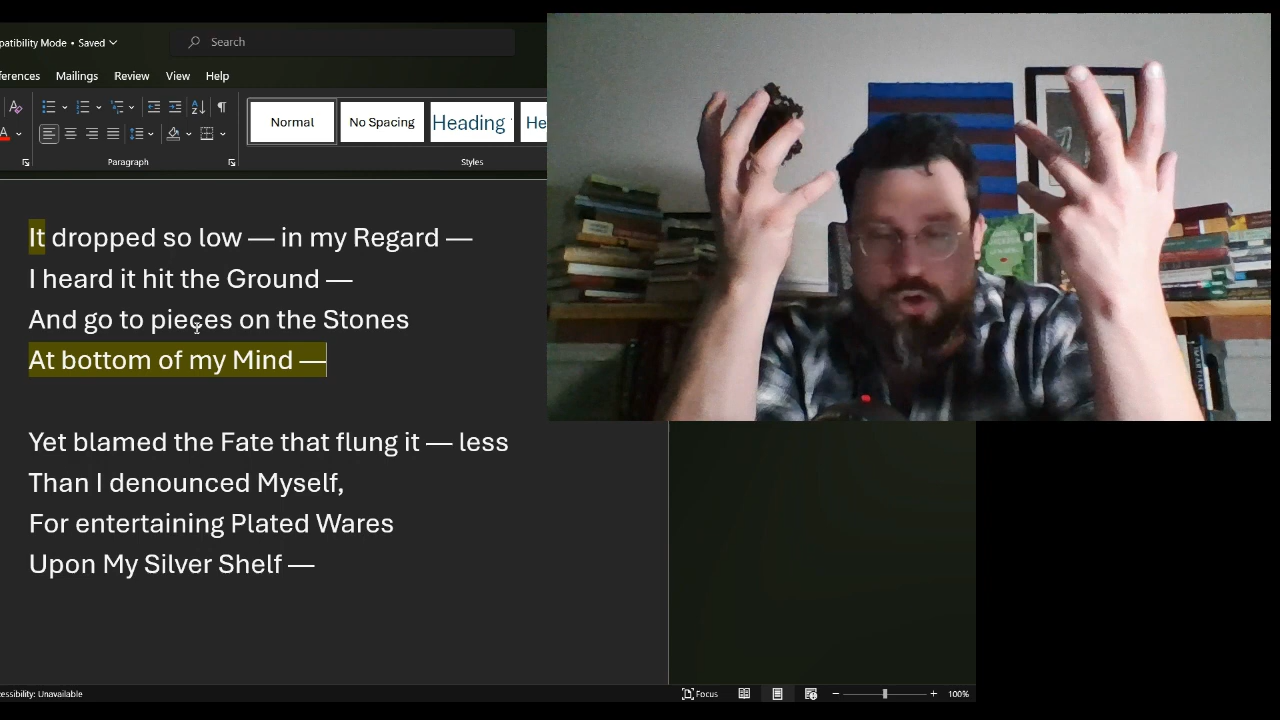 patibility Mode • Saved
Search
ferences Mailings Review View Help
Normal
No Spacing
Heading
He
Paragraph
Styles
It dropped so low — in my Regard —
I heard it hit the Ground —
And go to pieces on the Stones
At bottom of my Mind —
Yet blamed the Fate that flung it — less
Than I denounced Myself,
For entertaining Plated Wares
Upon My Silver Shelf —
cessibility: Unavailable
Focus
100%